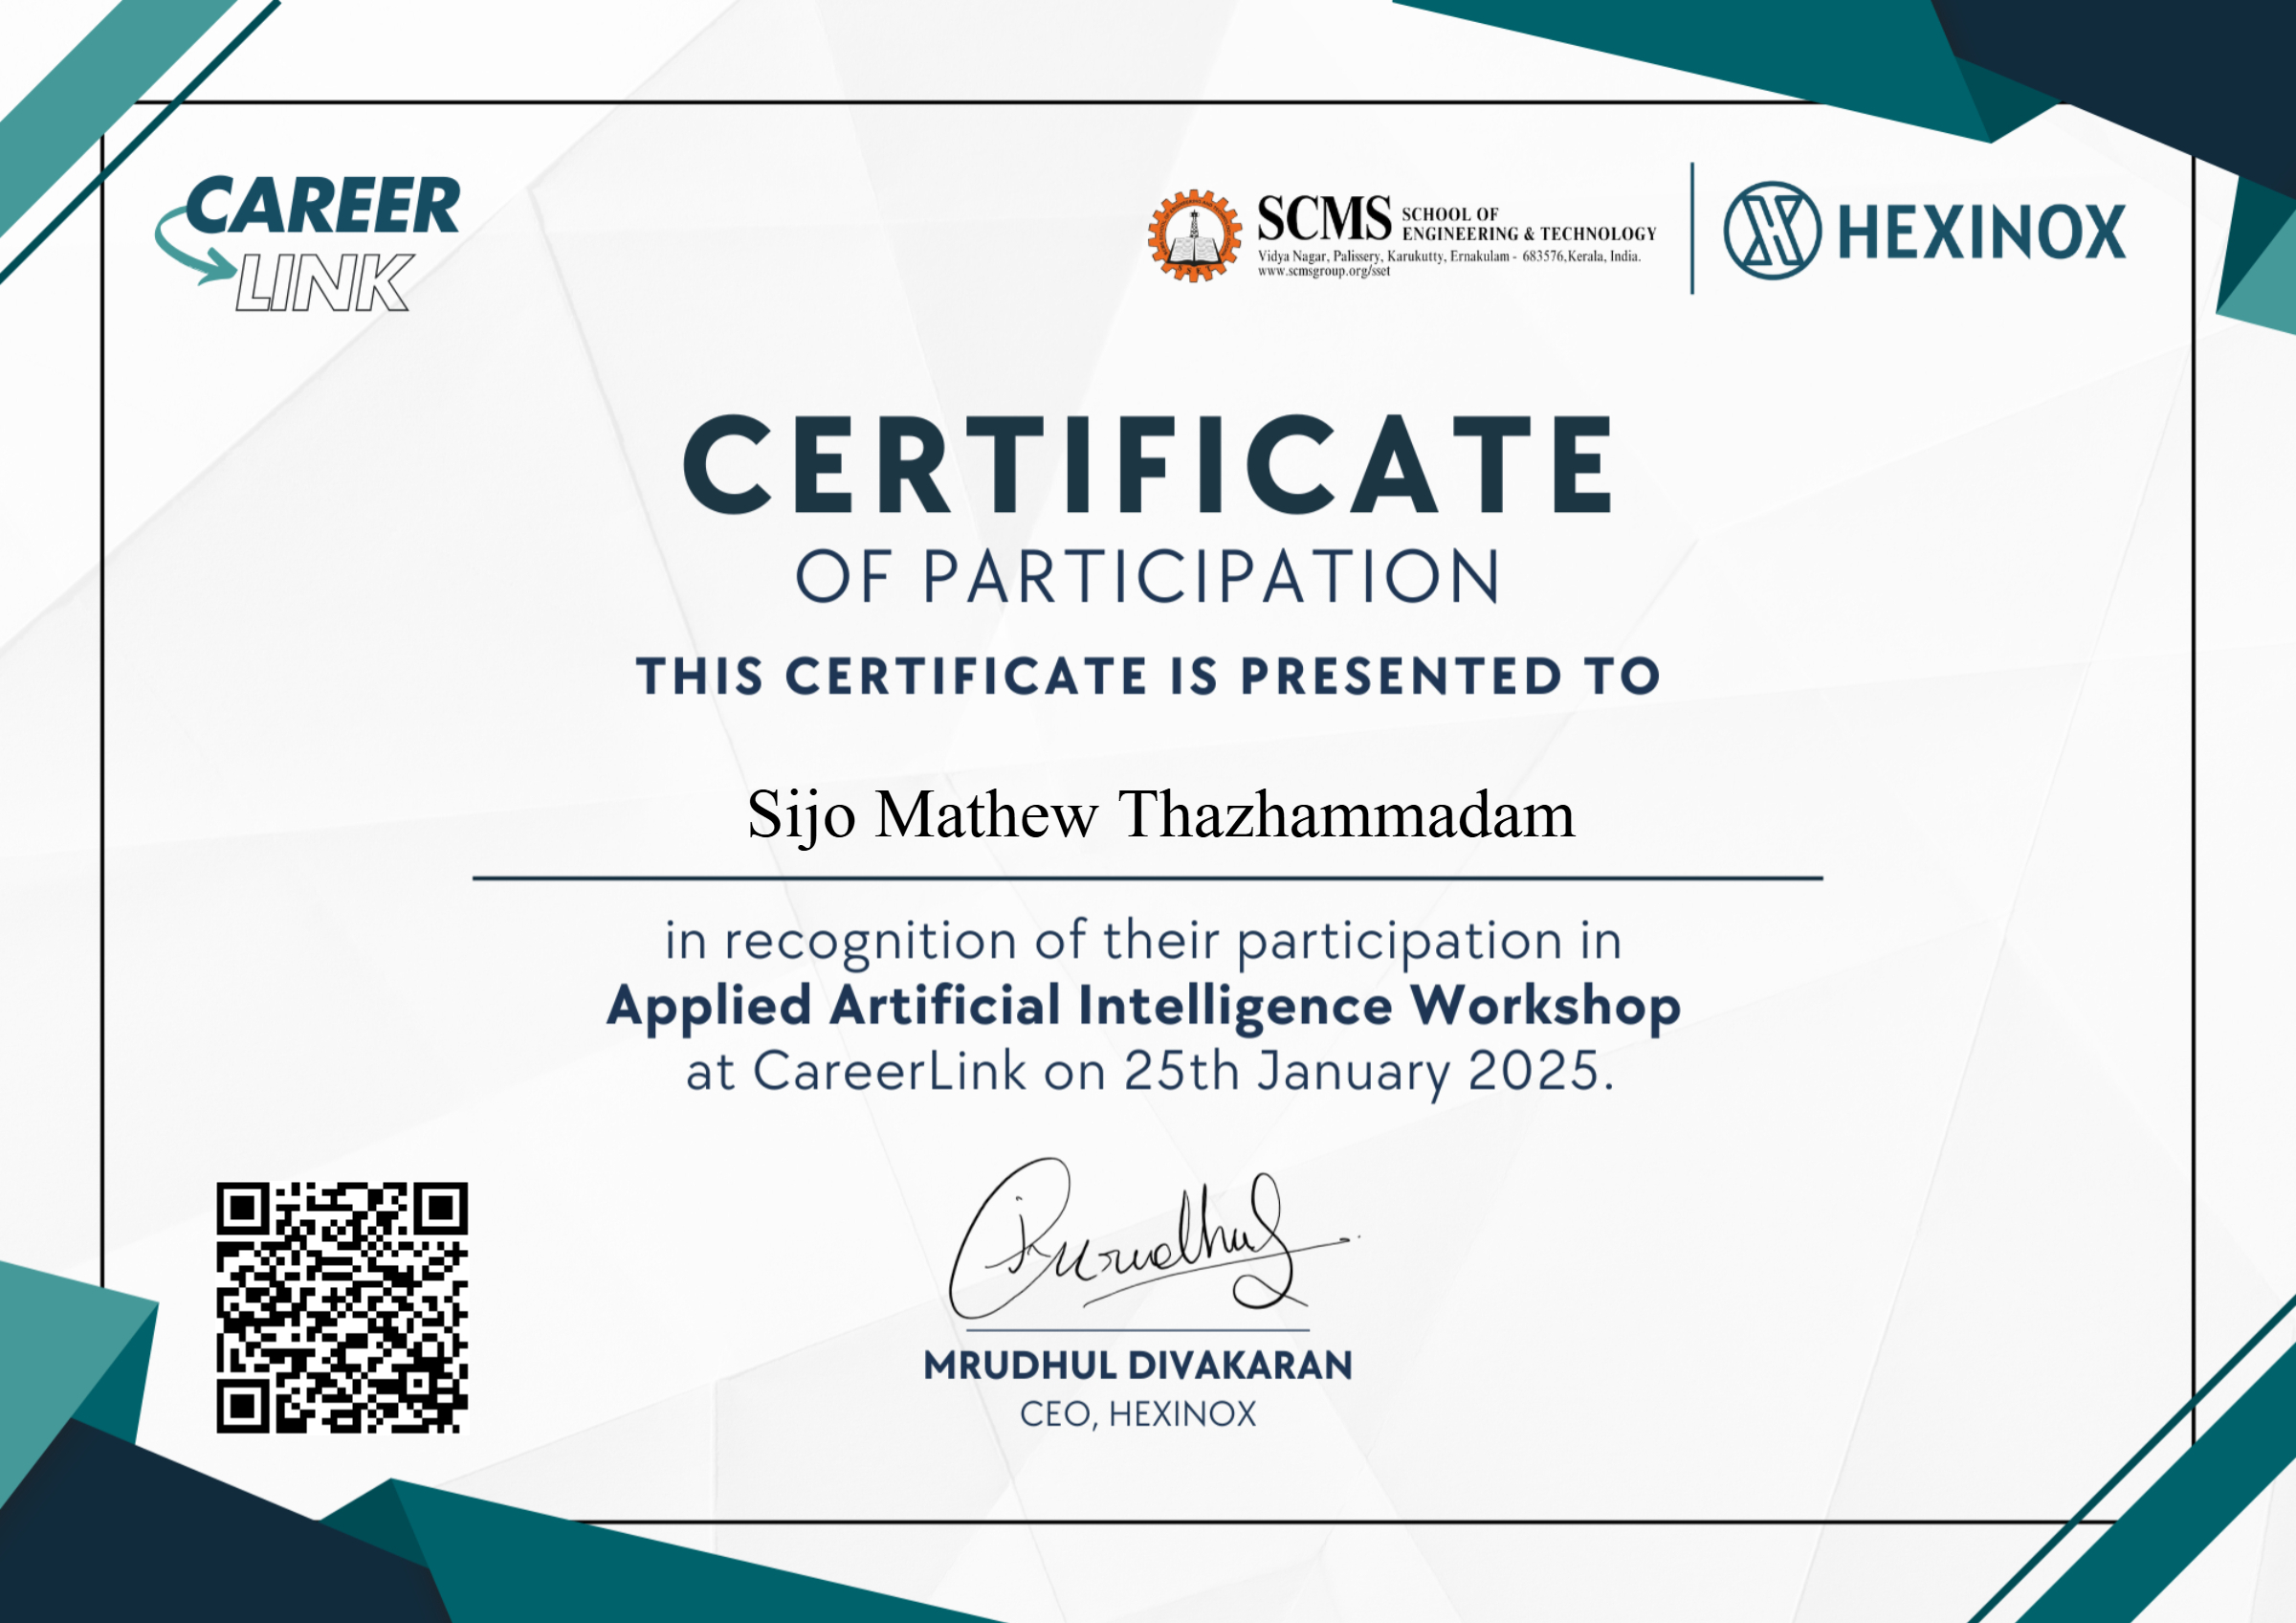 CAREER
LINK
SCMS SCHOOL OF
ENGINEERING & TECHNOLOGY
Vidya Nagar, Palissery, Karukutty, Ernakulam - 683576,Kerala, India.
www.scmsgroup.org/sset
HEXINOX
CERTIFICATE
OF PARTICIPATION
THIS CERTIFICATE IS PRESENTED TO
Sijo Mathew Thazhammadam
in recognition of their participation in
Applied Artificial Intelligence Workshop
at CareerLink on 25th January 2025.
Mrudhul
MRUDHUL DIVAKARAN
CEO, HEXINOX